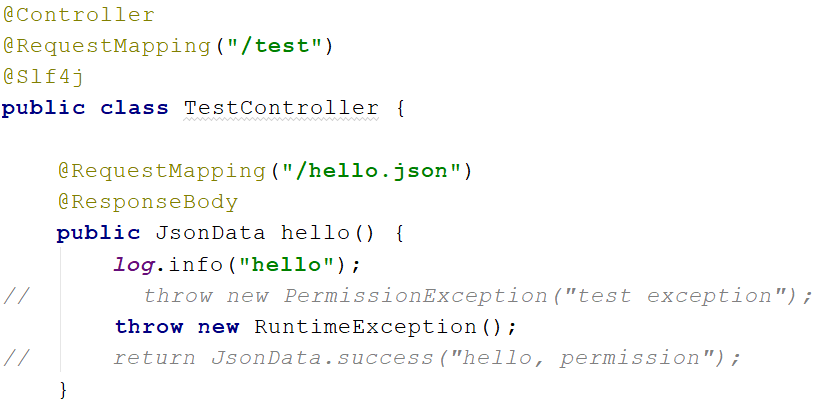 @Controller
@RequestMapping("/test")
@Slf4j
public class TestController {
@RequestMapping("/hello.json")
@ResponseBody
public JsonData hello() {
log.info("hello");
//        throw new PermissionException("test exception");
throw new RuntimeException();
//      return JsonData.success("hello, permission");
}